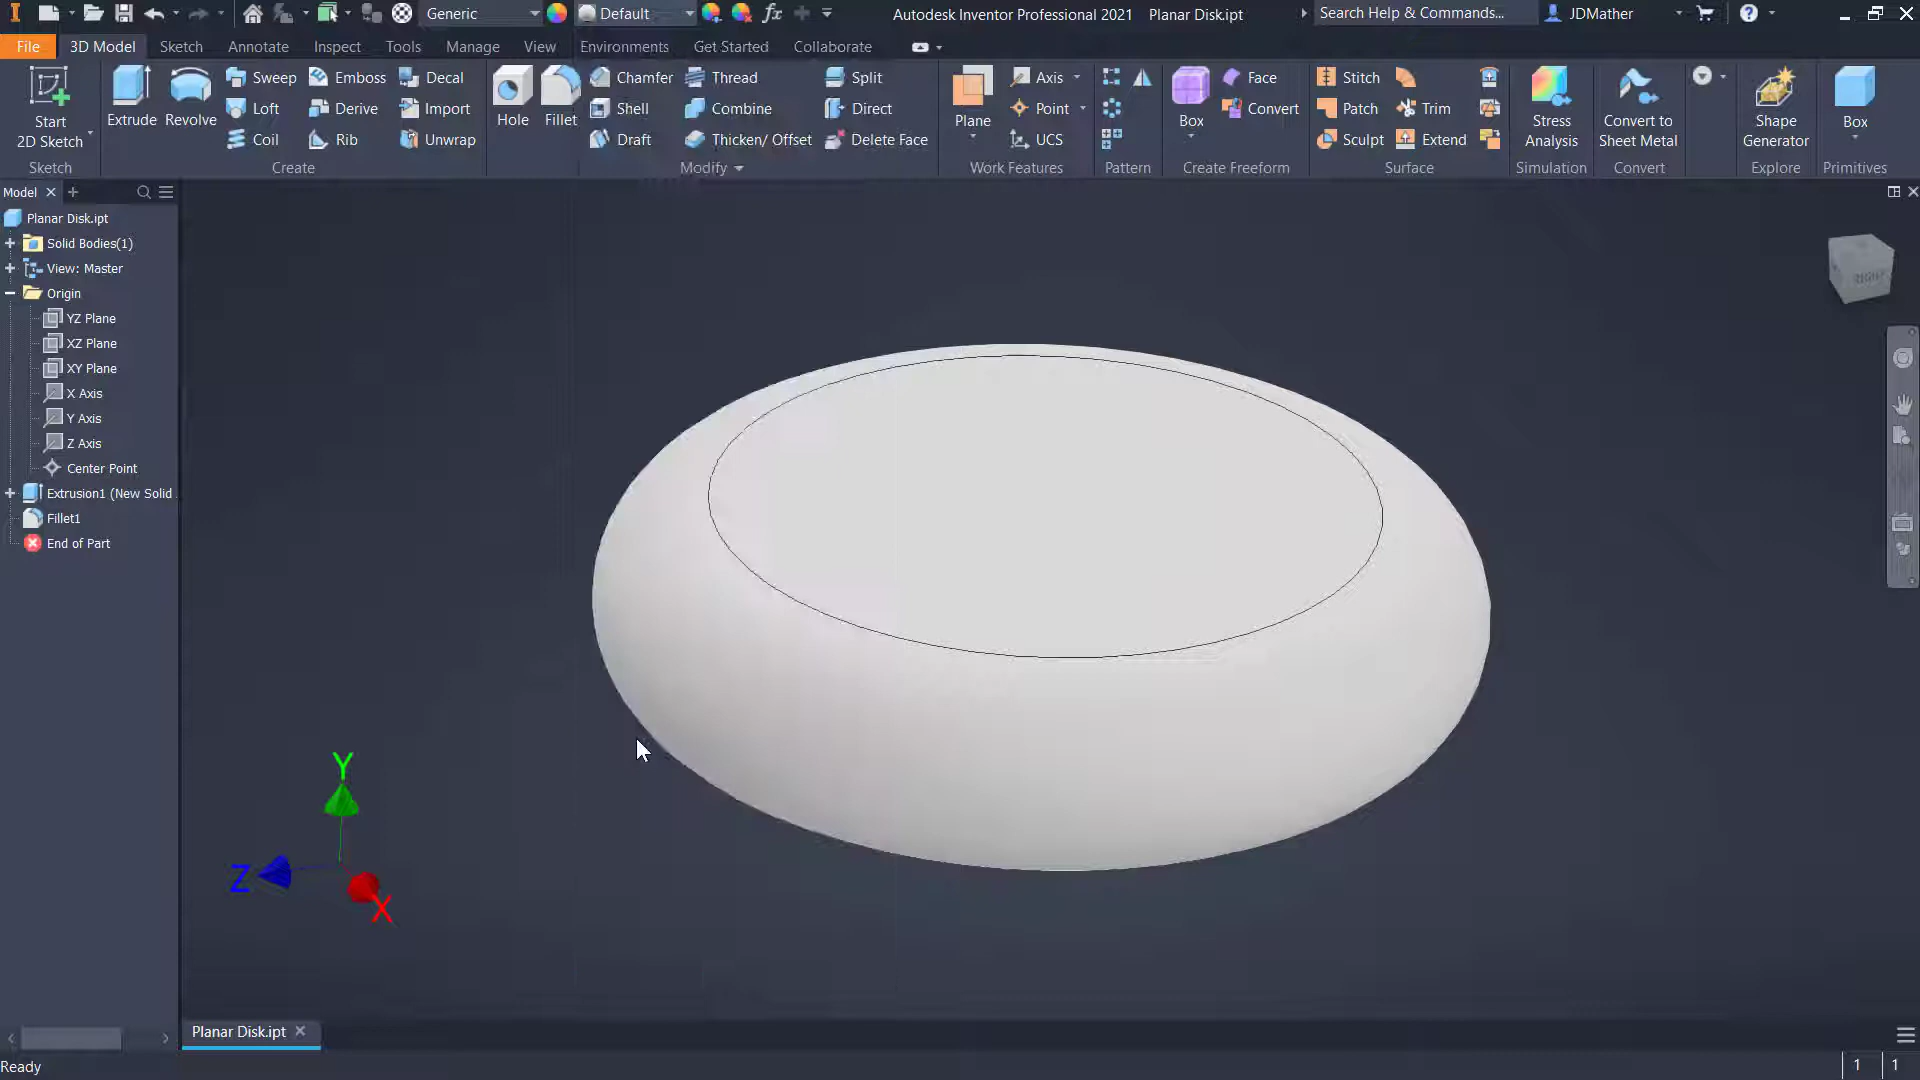 Generic
Default
fx
Autodesk Inventor Professional 2021 Planar Disk.ipt
Search Help & Commands...
JDMather
File
3D Model
Sketch
Annotate
Inspect
Tools
Manage
View
Environments
Get Started
Collaborate
Start
2D Sketch
Sketch
Extrude
Revolve
Sweep
Loft
Coil
Emboss
Derive
Rib
Decal
Import
Unwrap
Create
Hole
Fillet
Chamfer
Shell
Draft
Thread
Combine
Thicken/ Offset
Split
Direct
Delete Face
Modify
Plane
Axis
Point
UCS
Work Features
Pattern
Box
Face
Convert
Create Freeform
Stitch
Patch
Sculpt
Trim
Extend
Surface
Stress
Analysis
Simulation
Convert to
Sheet Metal
Convert
Shape
Generator
Explore
Box
Primitives
Model
Planar Disk.ipt
Solid Bodies(1)
View: Master
Origin
YZ Plane
XZ Plane
XY Plane
X Axis
Y Axis
Z Axis
Center Point
Extrusion1 (New Solid
Fillet1
End of Part
RIGHT
Y
Z
X
Planar Disk.ipt
Ready
1
1